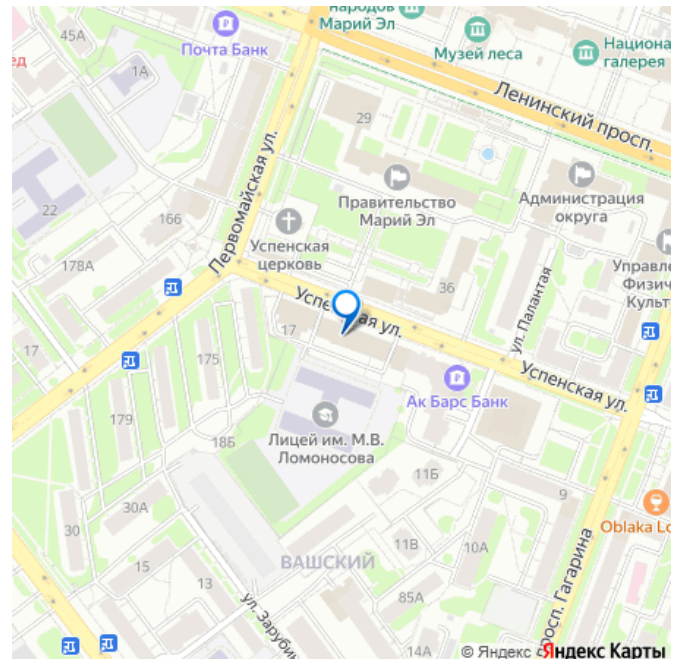 народов
Марий Эл
45А
Почта Банк
Музей леса
Национа
галерея
ед
1А
Ленинский просп.
29
Первомайская ул.
Правительство
Марий Эл
Администрация
округа
22
16б
Успенская
церковь
178А
Управле
Физич
Культ
ул. Палантая
36
Успенская ул.
17
17
175
Успенская ул.
Ак Барс Банк
179
18Б
Лицей им. М.В.
Ломоносова
11Б
9
30А
30
Oblaka Lo
15
ВАШСКИЙ
11В
10А
13
ул. Зарубин
85А
просп. Гагарина
14А
© Яндекс
Яндекс Карты